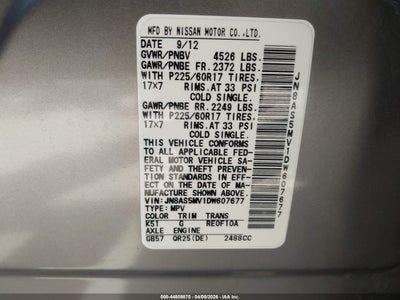 MFD BY NISSAN MOTOR CO.,LTD.
DATE 9/12
GVWR/PNBV 4526 LBS.
GAWR/PNBE FR. 2372 LBS.
WITH P225/60R17 TIRES,
17x7 RIMS AT 33 PSI
COLD SINGLE.
GAWR/PNBE RR. 2249 LBS.
WITH P225/60R17 TIRES,
17x7 RIMS AT 33 PSI
COLD SINGLE.
THIS VEHICLE CONFORMS
TO ALL APPLICABLE FED-
ERAL MOTOR VEHICLE SA-
FETY AND THEFT PREVEN-
TION STANDARDS IN EFF-
ECT ON THE DATE OF MA-
NUFACTURE SHOWN ABOVE.
VIN:JN8AS5MV1DW607677
TYPE: MPV
COLOR TRIM TRANS
K51 G RE0F10A
AXLE ENGINE
GB57 QR25(DE) 2488CC
JN8AS5MV1DW607677
000-44809870 - 04/09/2026 - IAAI.COM